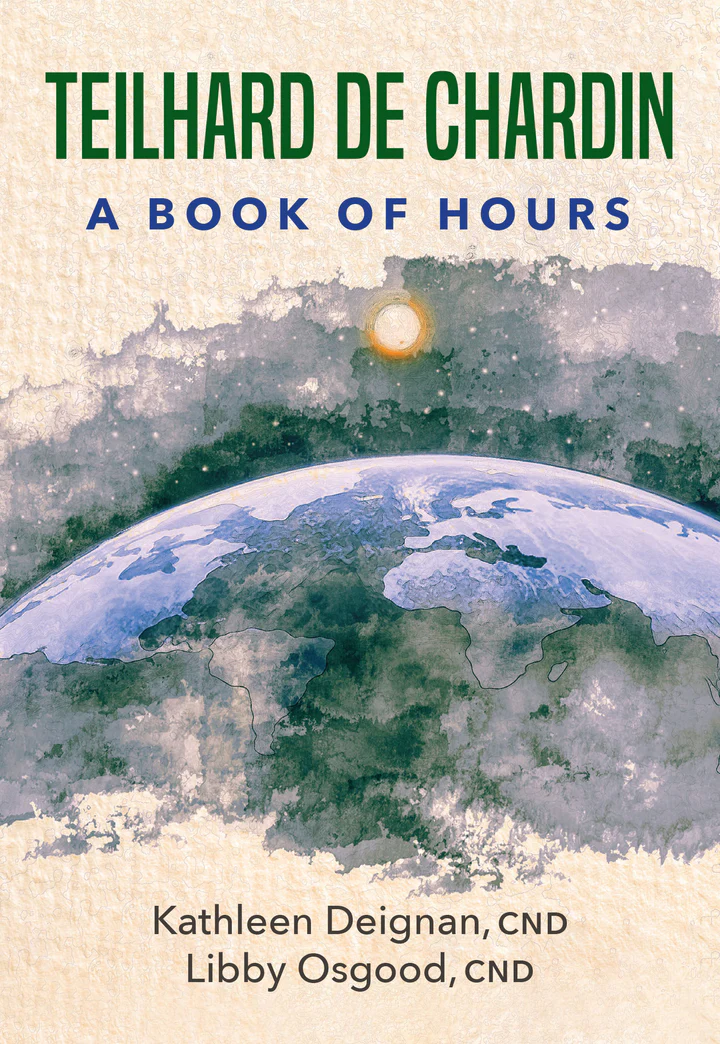 TEILHARD DE CHARDIN
A BOOK OF HOURS
Kathleen Deignan, CND
Libby Osgood, CND